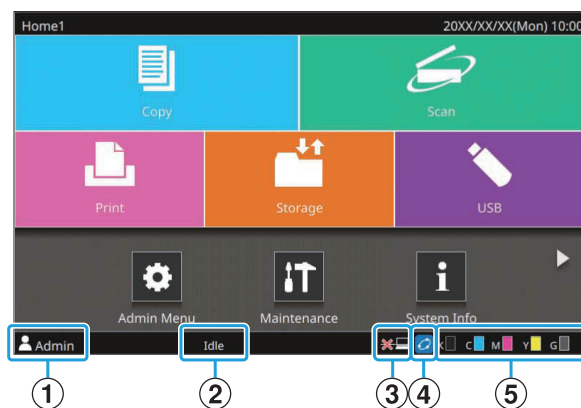 Home1 20XX/XX/XX(Mon) 10:00
Copy Scan
Print Storage USB
Admin Menu Maintenance System Info
Admin Idle K C M Y G
1 2 3 4 5